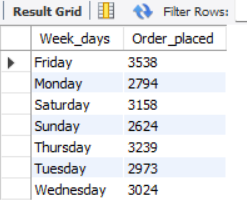 Result Grid Filter Rows:
Week_days Order_placed
Friday 3538
Monday 2794
Saturday 3158
Sunday 2624
Thursday 3239
Tuesday 2973
Wednesday 3024